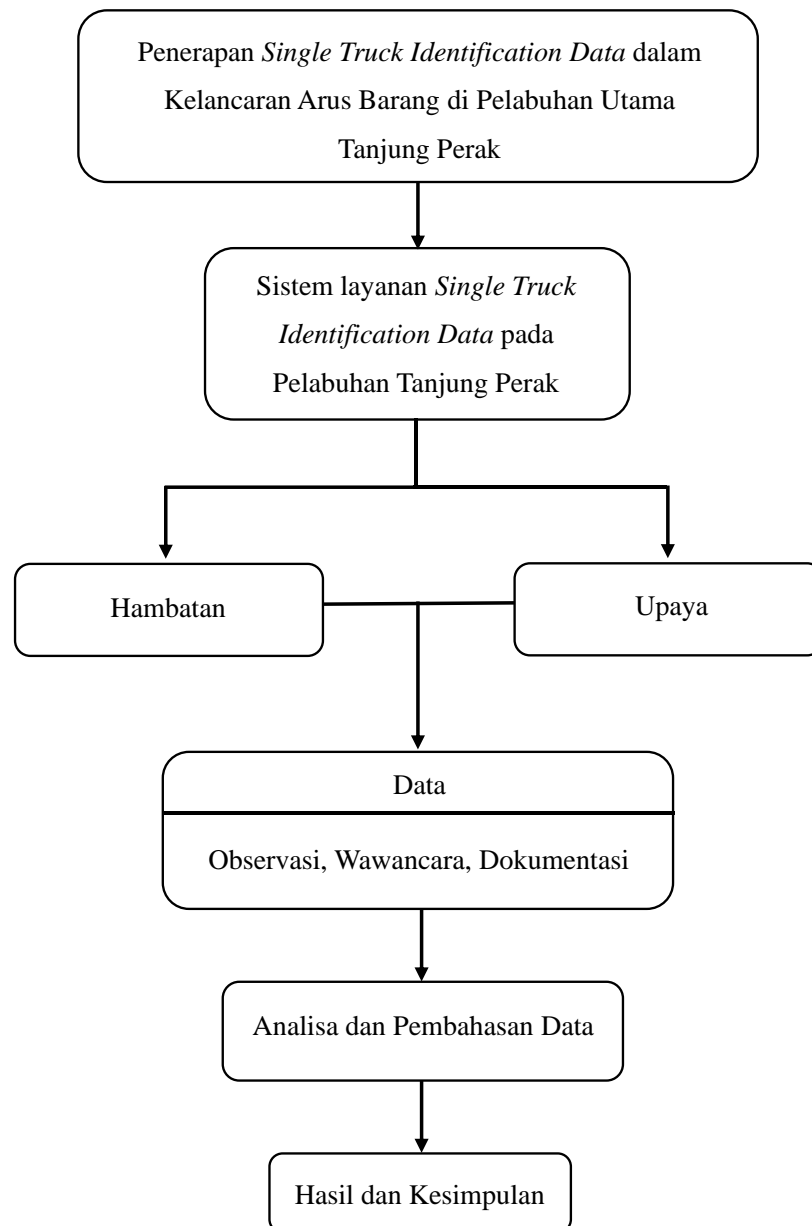 Penerapan Single Truck Identification Data dalam
Kelancaran Arus Barang di Pelabuhan Utama
Tanjung Perak
Sistem layanan Single Truck
Identification Data pada
Pelabuhan Tanjung Perak
Hambatan
Upaya
Data
Observasi, Wawancara, Dokumentasi
Analisa dan Pembahasan Data
Hasil dan Kesimpulan